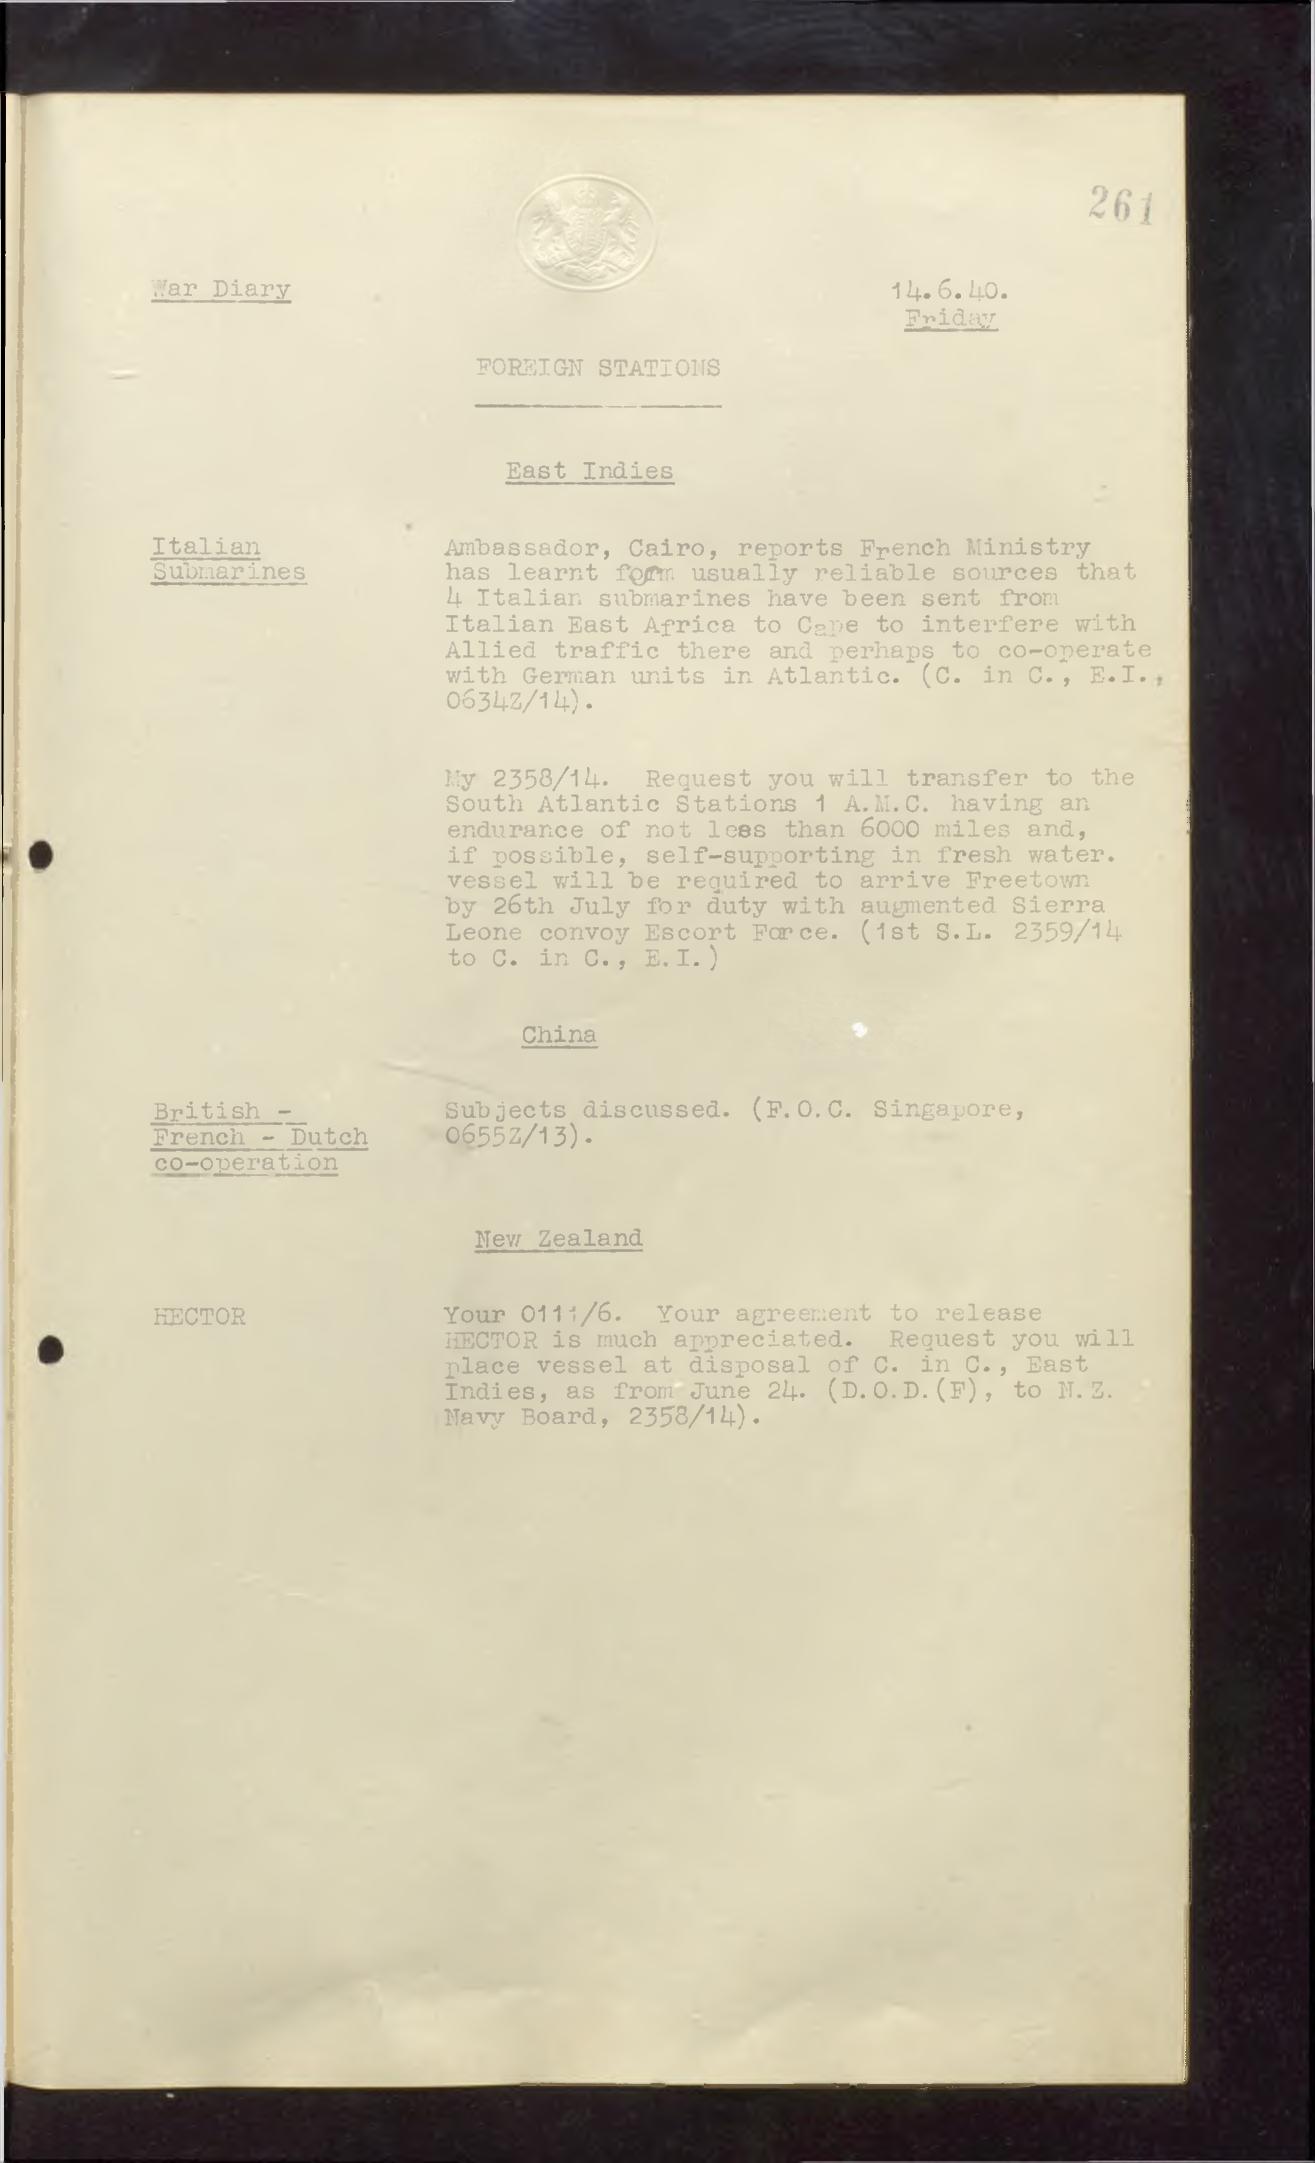 261
War Diary
14.6.40.
Friday
FOREIGN STATIONS
East Indies
Italian
Submarines
Ambassador, Cairo, reports French Ministry
has learnt form usually reliable sources that
4 Italian submarines have been sent from
Italian East Africa to Cape to interfere with
Allied traffic there and perhaps to co-operate
with German units in Atlantic. (C. in C., E.I.,
0634Z/14).
My 2358/14. Request you will transfer to the
South Atlantic Stations 1 A.M.C. having an
endurance of not less than 6000 miles and,
if possible, self-supporting in fresh water.
vessel will be required to arrive Freetown
by 26th July for duty with augmented Sierra
Leone convoy Escort Force. (1st S.L. 2359/14
to C. in C., E.I.)
China
British -
French - Dutch
co-operation
Subjects discussed. (F.O.C. Singapore,
0655Z/13).
New Zealand
HECTOR
Your 0111/6. Your agreement to release
HECTOR is much appreciated. Request you will
place vessel at disposal of C. in C., East
Indies, as from June 24. (D.O.D.(F), to N.Z.
Navy Board, 2358/14).